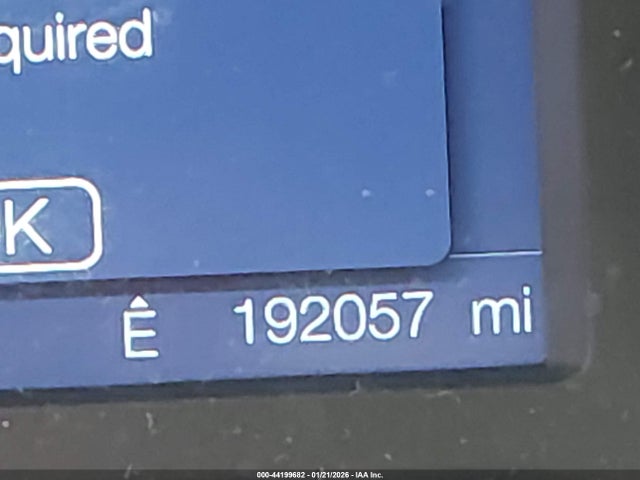 quired
K
Ê 192057 mi
000-44199682 - 01/21/2026 - IAA Inc.